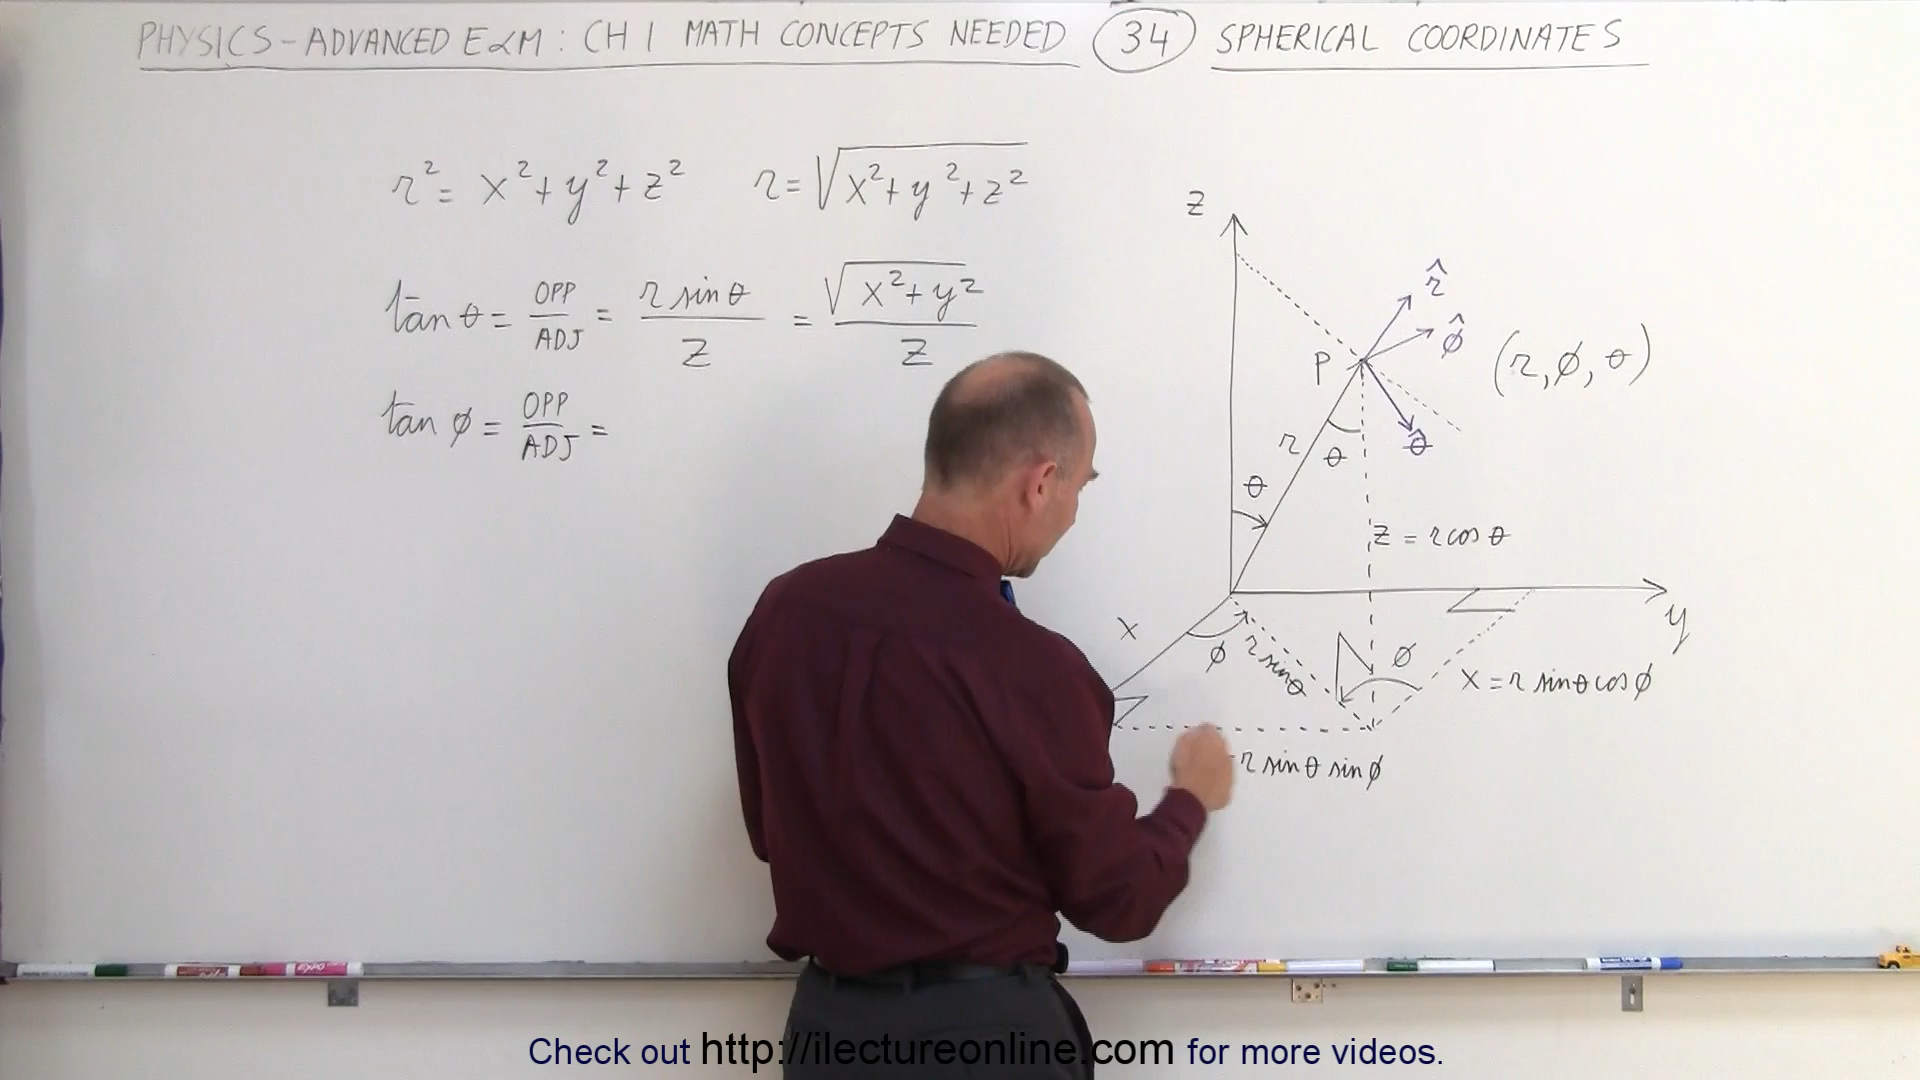 PHYSICS-ADVANCED E&M: CH 1 MATH CONCEPTS NEEDED 34 SPHERICAL COORDINATES
r² = x² + y² + z² r = √x² + y² + z²
tan θ = OPP/ADJ = r sin θ/z = √x² + y²/z
tan ϕ = OPP/ADJ =
z
r̂
ϕ̂
P
(r, ϕ, θ)
θ̂
r
θ
θ
z = r cos θ
y
x
ϕ
r sin θ
ϕ
x = r sin θ cos ϕ
= r sin θ sin ϕ
EXPO
Check out http://ilectureonline.com for more videos.